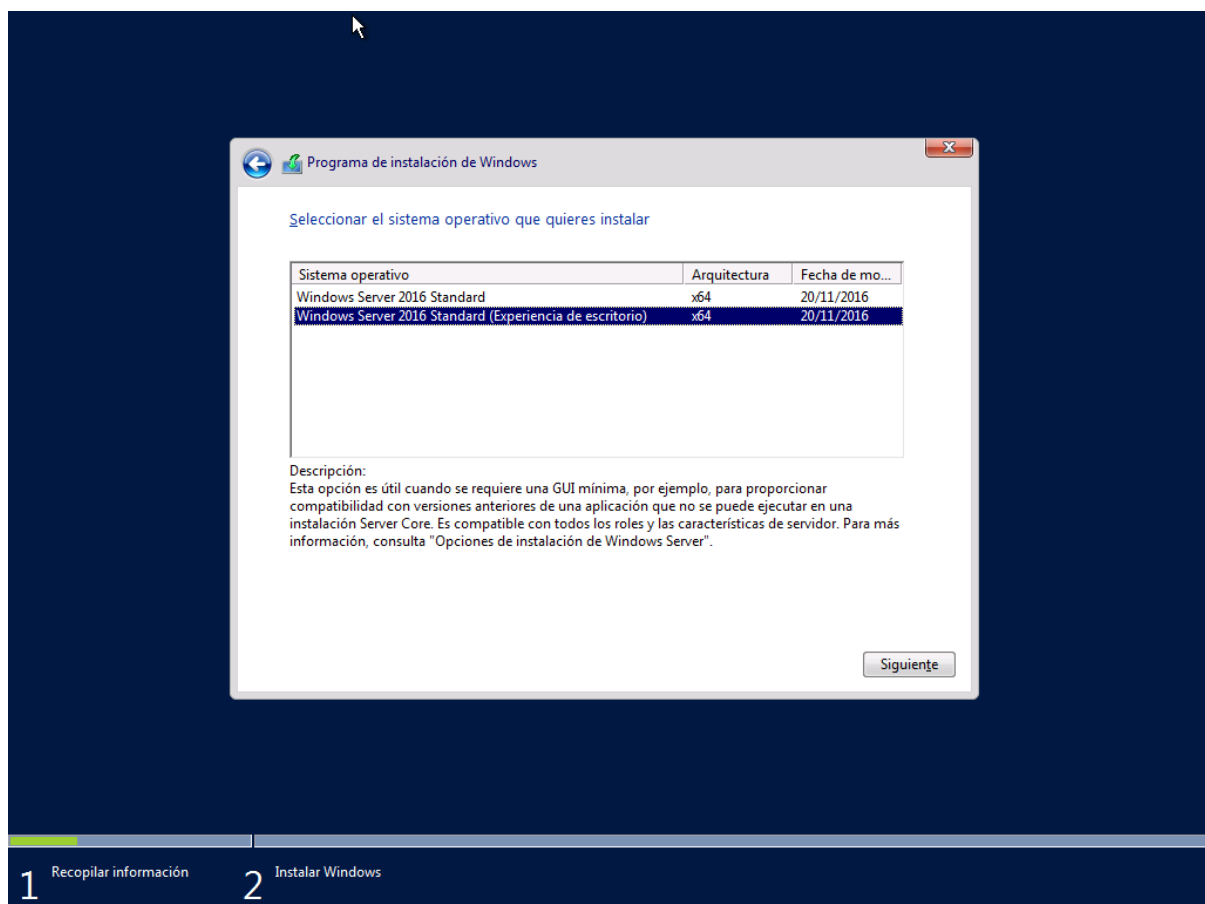 Programa de instalación de Windows
Seleccionar el sistema operativo que quieres instalar
Sistema operativo Arquitectura Fecha de mo...
Windows Server 2016 Standard x64 20/11/2016
Windows Server 2016 Standard (Experiencia de escritorio) x64 20/11/2016
Descripción:
Esta opción es útil cuando se requiere una GUI mínima, por ejemplo, para proporcionar
compatibilidad con versiones anteriores de una aplicación que no se puede ejecutar en una
instalación Server Core. Es compatible con todos los roles y las características de servidor. Para más
información, consulta "Opciones de instalación de Windows Server".
Siguiente
1 Recopilar información 2 Instalar Windows